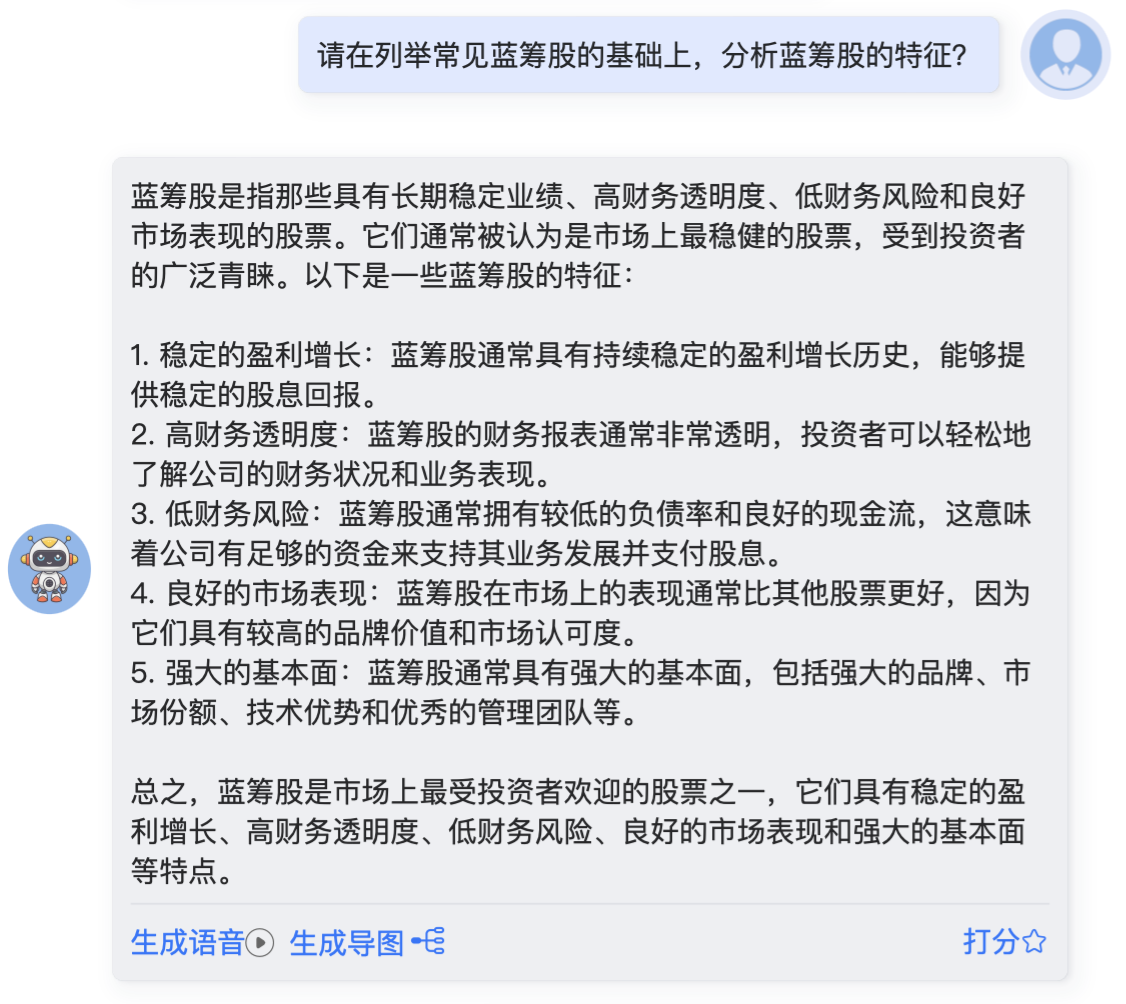 请在列举常见蓝筹股的基础上，分析蓝筹股的特征？
蓝筹股是指那些具有长期稳定业绩、高财务透明度、低财务风险和良好
市场表现的股票。它们通常被认为是市场上最稳健的股票，受到投资者
的广泛青睐。以下是一些蓝筹股的特征：
1. 稳定的盈利增长：蓝筹股通常具有持续稳定的盈利增长历史，能够提
供稳定的股息回报。
2. 高财务透明度：蓝筹股的财务报表通常非常透明，投资者可以轻松地
了解公司的财务状况和业务表现。
3. 低财务风险：蓝筹股通常拥有较低的负债率和良好的现金流，这意味
着公司有足够的资金来支持其业务发展并支付股息。
4. 良好的市场表现：蓝筹股在市场上的表现通常比其他股票更好，因为
它们具有较高的品牌价值和市场认可度。
5. 强大的基本面：蓝筹股通常具有强大的基本面，包括强大的品牌、市
场份额、技术优势和优秀的管理团队等。
总之，蓝筹股是市场上最受投资者欢迎的股票之一，它们具有稳定的盈
利增长、高财务透明度、低财务风险、良好的市场表现和强大的基本面
等特点。
生成语音 生成导图 打分